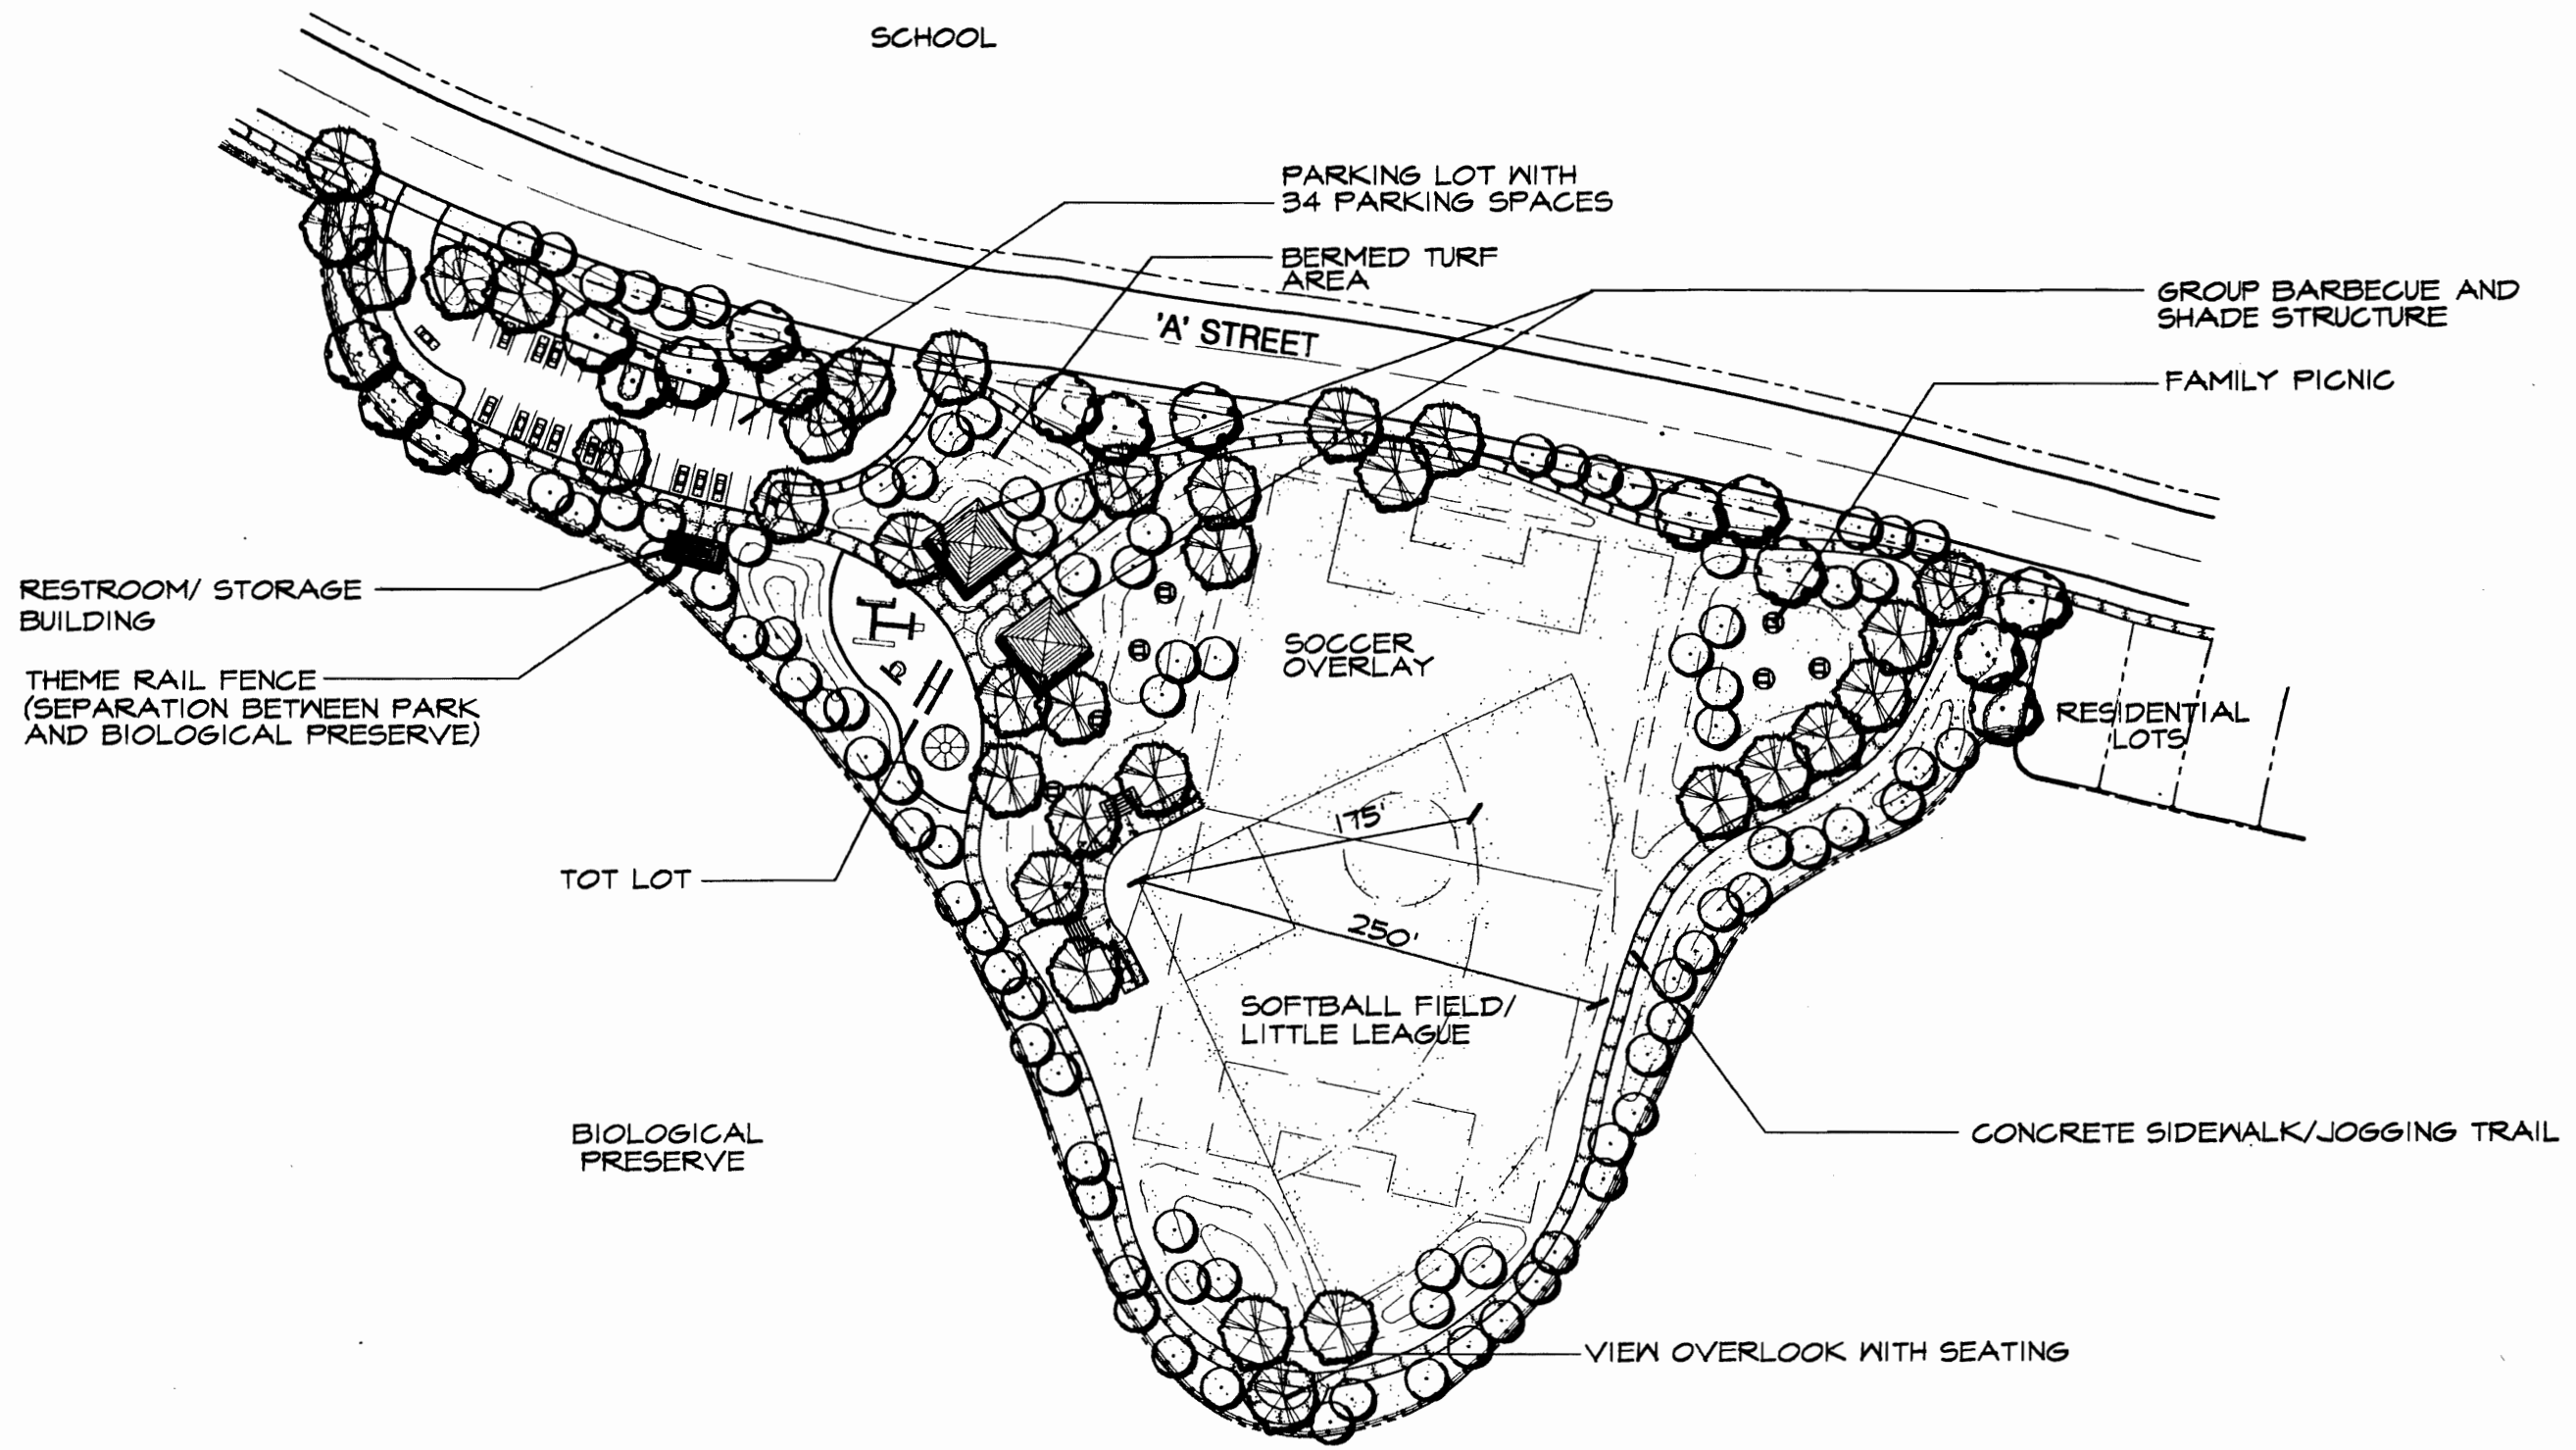 SCHOOL
PARKING LOT WITH
34 PARKING SPACES
BERMED TURF
AREA
'A' STREET
GROUP BARBECUE AND
SHADE STRUCTURE
FAMILY PICNIC
RESTROOM/ STORAGE
BUILDING
THEME RAIL FENCE
(SEPARATION BETWEEN PARK
AND BIOLOGICAL PRESERVE)
SOCCER
OVERLAY
RESIDENTIAL
LOTS
175'
TOT LOT
250'
SOFTBALL FIELD/
LITTLE LEAGUE
BIOLOGICAL
PRESERVE
CONCRETE SIDEWALK/JOGGING TRAIL
VIEW OVERLOOK WITH SEATING